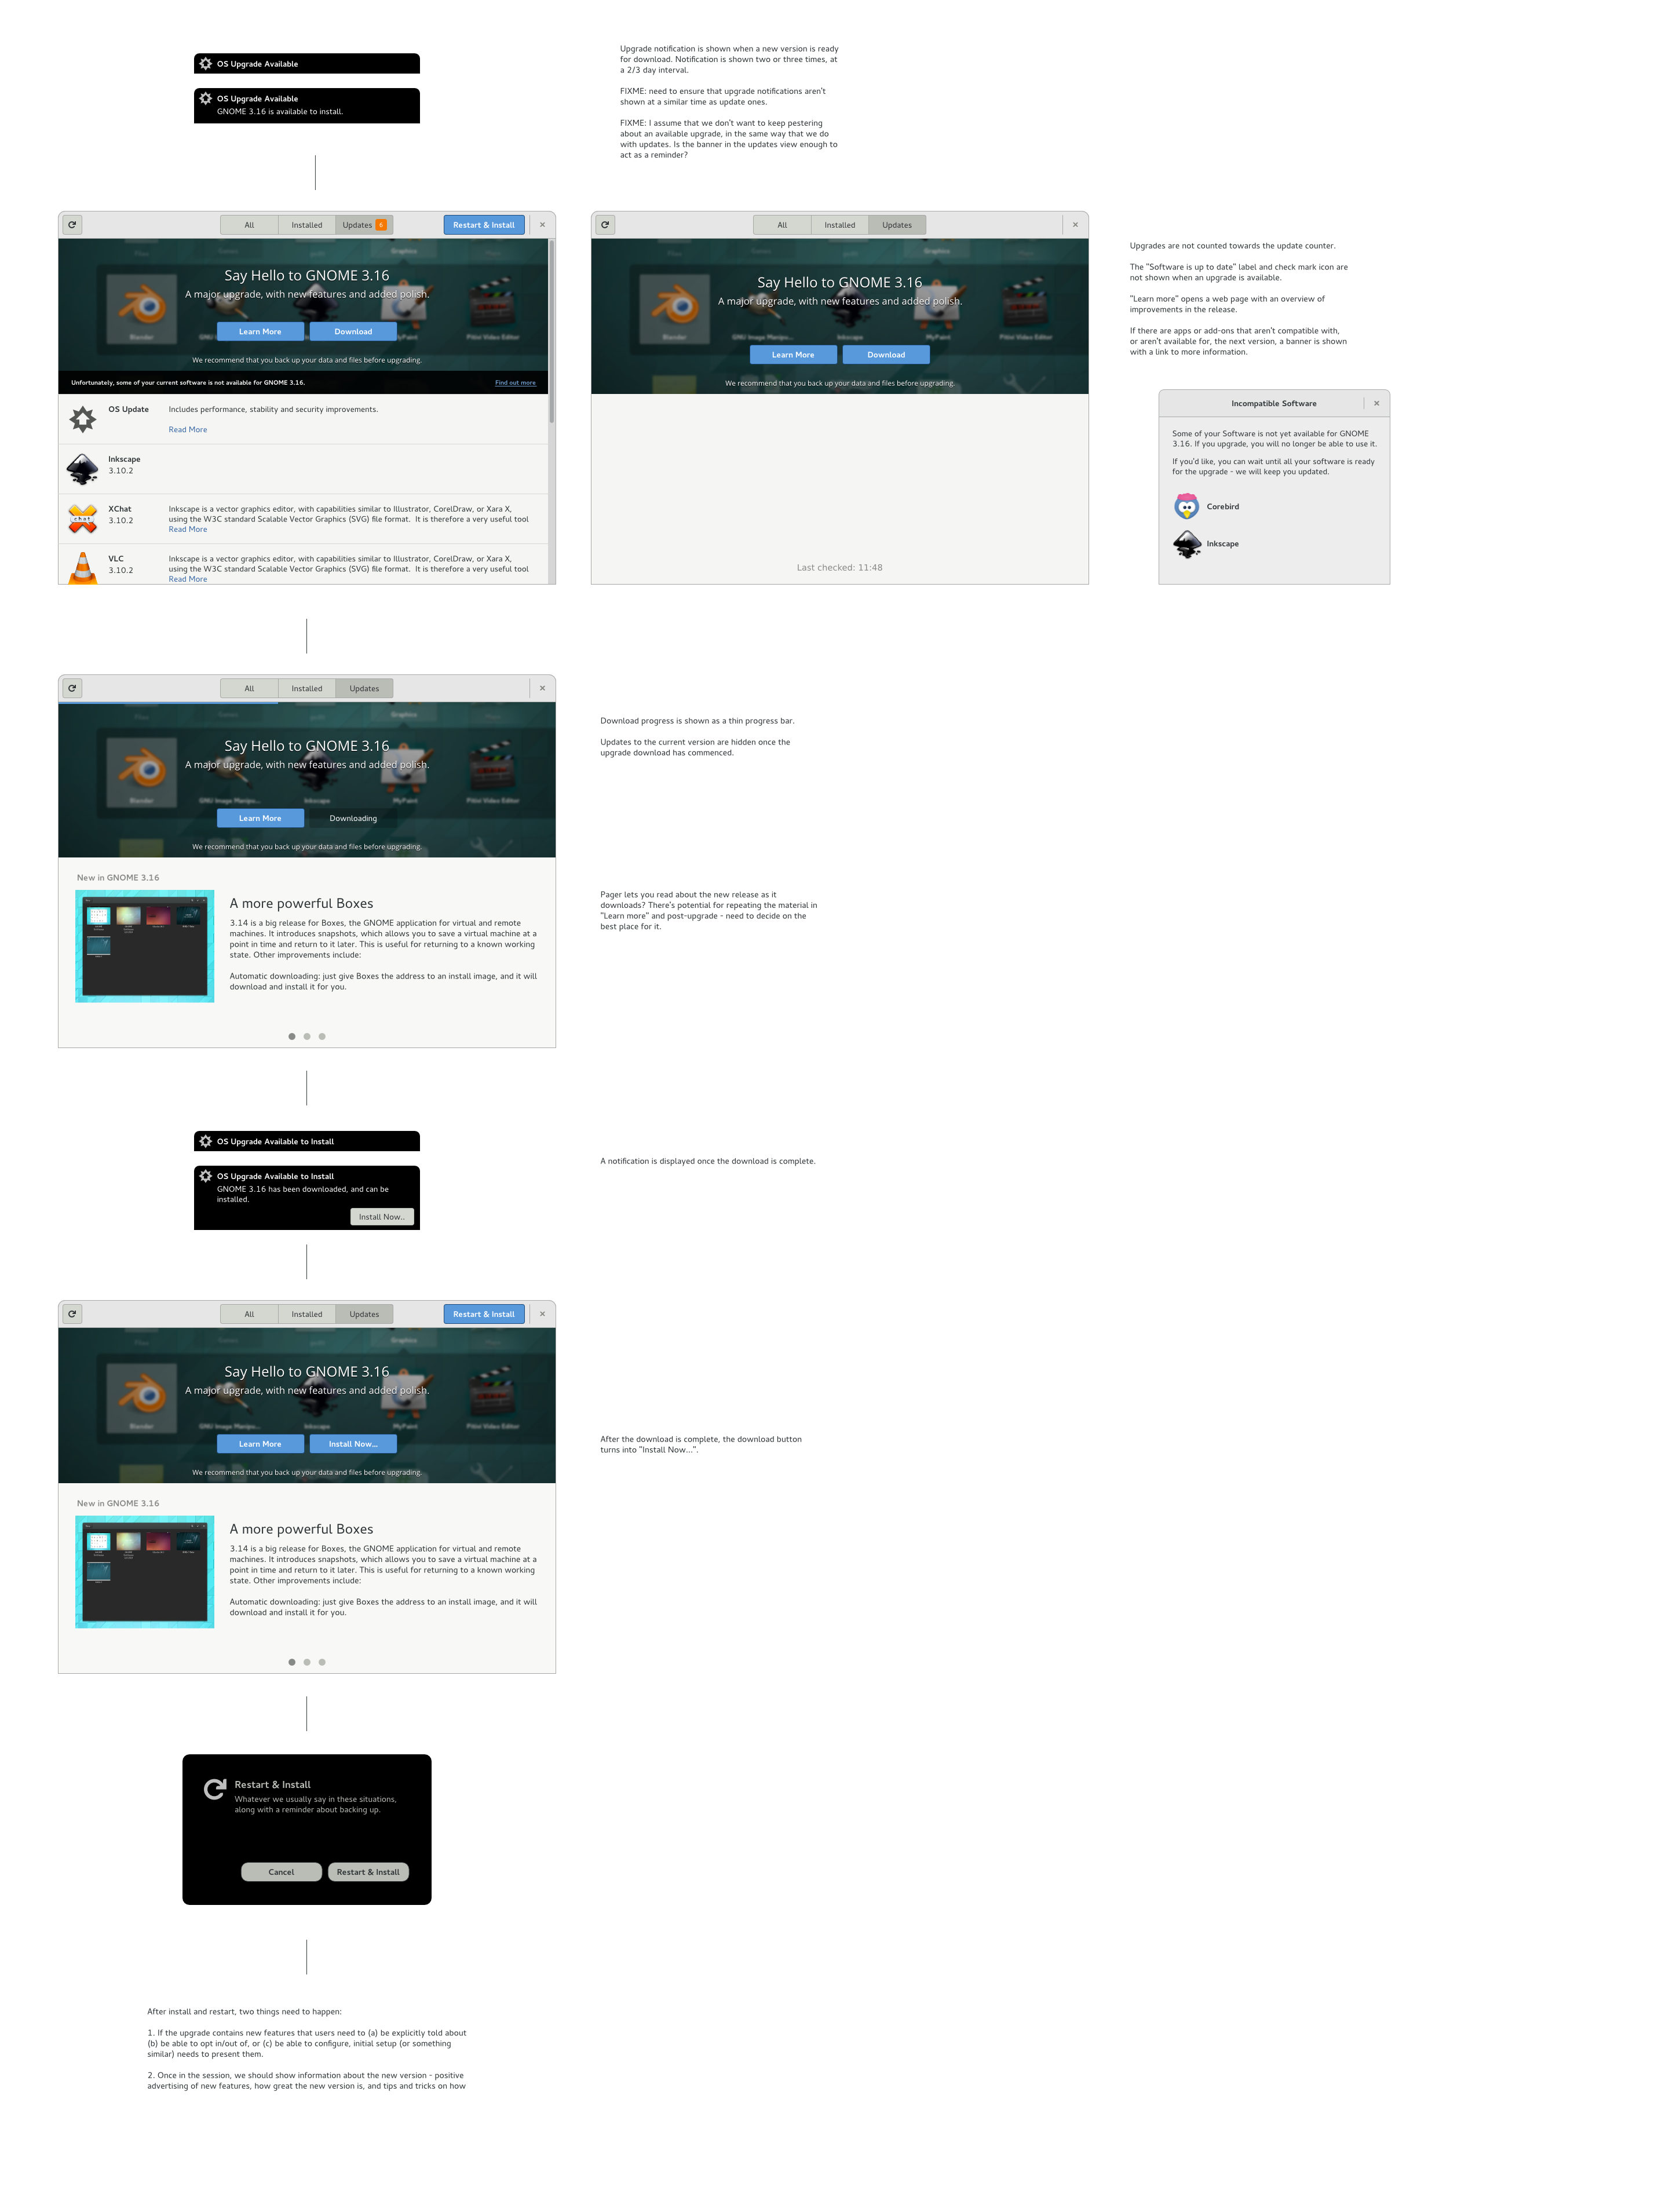 OS Upgrade Available
OS Upgrade Available
GNOME 3.16 is available to install.
Upgrade notification is shown when a new version is ready
for download. Notification is shown two or three times, at
a 2/3 day interval.
FIXME: need to ensure that upgrade notifications aren't
shown at a similar time as update ones.
FIXME: I assume that we don't want to keep pestering
about an available upgrade, in the same way that we do
with updates. Is the banner in the updates view enough to
act as a reminder?
All Installed Updates 6 Restart & Install
Say Hello to GNOME 3.16
A major upgrade, with new features and added polish.
Learn More Download
Blender MyPaint Pitivi Video Editor
We recommend that you back up your data and files before upgrading.
Unfortunately, some of your current software is not available for GNOME 3.16. Find out more
OS Update Includes performance, stability and security improvements.
Read More
Inkscape
3.10.2
XChat
3.10.2
Inkscape is a vector graphics editor, with capabilities similar to Illustrator, CorelDraw, or Xara X,
using the W3C standard Scalable Vector Graphics (SVG) file format. It is therefore a very useful tool
Read More
VLC
3.10.2
Inkscape is a vector graphics editor, with capabilities similar to Illustrator, CorelDraw, or Xara X,
using the W3C standard Scalable Vector Graphics (SVG) file format. It is therefore a very useful tool
Read More
All Installed Updates
Say Hello to GNOME 3.16
A major upgrade, with new features and added polish.
Blender GNU Image Manipu... Inkscape MyPaint Pitivi Video Editor
Learn More Download
We recommend that you back up your data and files before upgrading.
Last checked: 11:48
Upgrades are not counted towards the update counter.
The "Software is up to date" label and check mark icon are
not shown when an upgrade is available.
"Learn more" opens a web page with an overview of
improvements in the release.
If there are apps or add-ons that aren't compatible with,
or aren't available for, the next version, a banner is shown
with a link to more information.
Incompatible Software
Some of your Software is not yet available for GNOME
3.16. If you upgrade, you will no longer be able to use it.
If you'd like, you can wait until all your software is ready
for the upgrade - we will keep you updated.
Corebird
Inkscape
All Installed Updates
Say Hello to GNOME 3.16
A major upgrade, with new features and added polish.
Blender GNU Image Manipu... Inkscape MyPaint Pitivi Video Editor
Learn More Downloading
We recommend that you back up your data and files before upgrading.
New in GNOME 3.16
A more powerful Boxes
3.14 is a big release for Boxes, the GNOME application for virtual and remote
machines. It introduces snapshots, which allows you to save a virtual machine at a
point in time and return to it later. This is useful for returning to a known working
state. Other improvements include:
Automatic downloading: just give Boxes the address to an install image, and it will
download and install it for you.
Download progress is shown as a thin progress bar.
Updates to the current version are hidden once the
upgrade download has commenced.
Pager lets you read about the new release as it
downloads? There's potential for repeating the material in
"Learn more" and post-upgrade - need to decide on the
best place for it.
OS Upgrade Available to Install
OS Upgrade Available to Install
GNOME 3.16 has been downloaded, and can be
installed.
Install Now..
A notification is displayed once the download is complete.
All Installed Updates Restart & Install
Say Hello to GNOME 3.16
A major upgrade, with new features and added polish.
Blender GNU Image Manipu... Inkscape MyPaint Pitivi Video Editor
Learn More Install Now...
We recommend that you back up your data and files before upgrading.
New in GNOME 3.16
A more powerful Boxes
3.14 is a big release for Boxes, the GNOME application for virtual and remote
machines. It introduces snapshots, which allows you to save a virtual machine at a
point in time and return to it later. This is useful for returning to a known working
state. Other improvements include:
Automatic downloading: just give Boxes the address to an install image, and it will
download and install it for you.
After the download is complete, the download button
turns into "Install Now...".
Restart & Install
Whatever we usually say in these situations,
along with a reminder about backing up.
Cancel Restart & Install
After install and restart, two things need to happen:
1. If the upgrade contains new features that users need to (a) be explicitly told about
(b) be able to opt in/out of, or (c) be able to configure, initial setup (or something
similar) needs to present them.
2. Once in the session, we should show information about the new version - positive
advertising of new features, how great the new version is, and tips and tricks on how